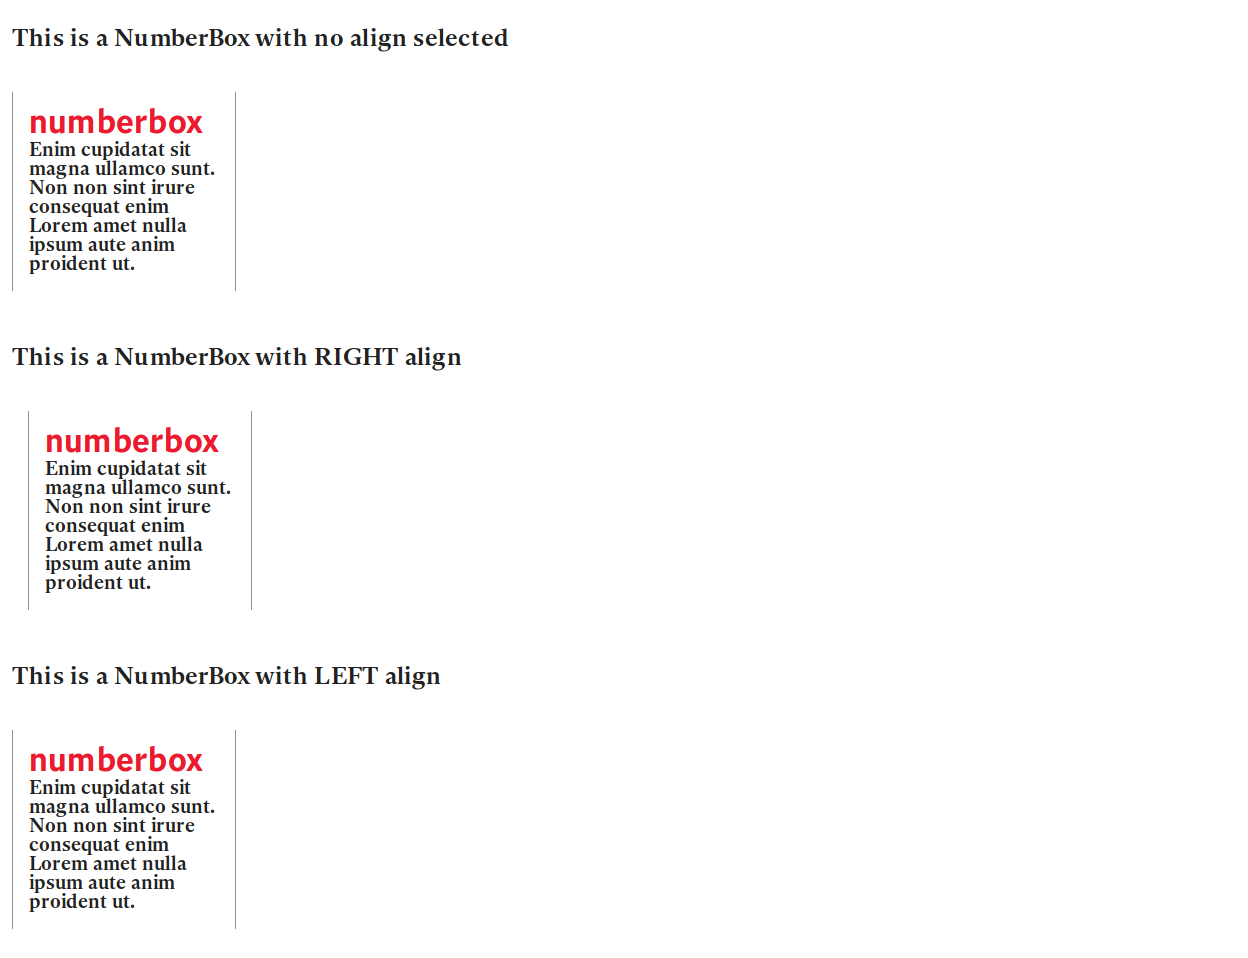 This is a NumberBox with no align selected
numberbox
Enim cupidatat sit
magna ullamco sunt.
Non non sint irure
consequat enim
Lorem amet nulla
ipsum aute anim
proident ut.
This is a NumberBox with RIGHT align
numberbox
Enim cupidatat sit
magna ullamco sunt.
Non non sint irure
consequat enim
Lorem amet nulla
ipsum aute anim
proident ut.
This is a NumberBox with LEFT align
numberbox
Enim cupidatat sit
magna ullamco sunt.
Non non sint irure
consequat enim
Lorem amet nulla
ipsum aute anim
proident ut.